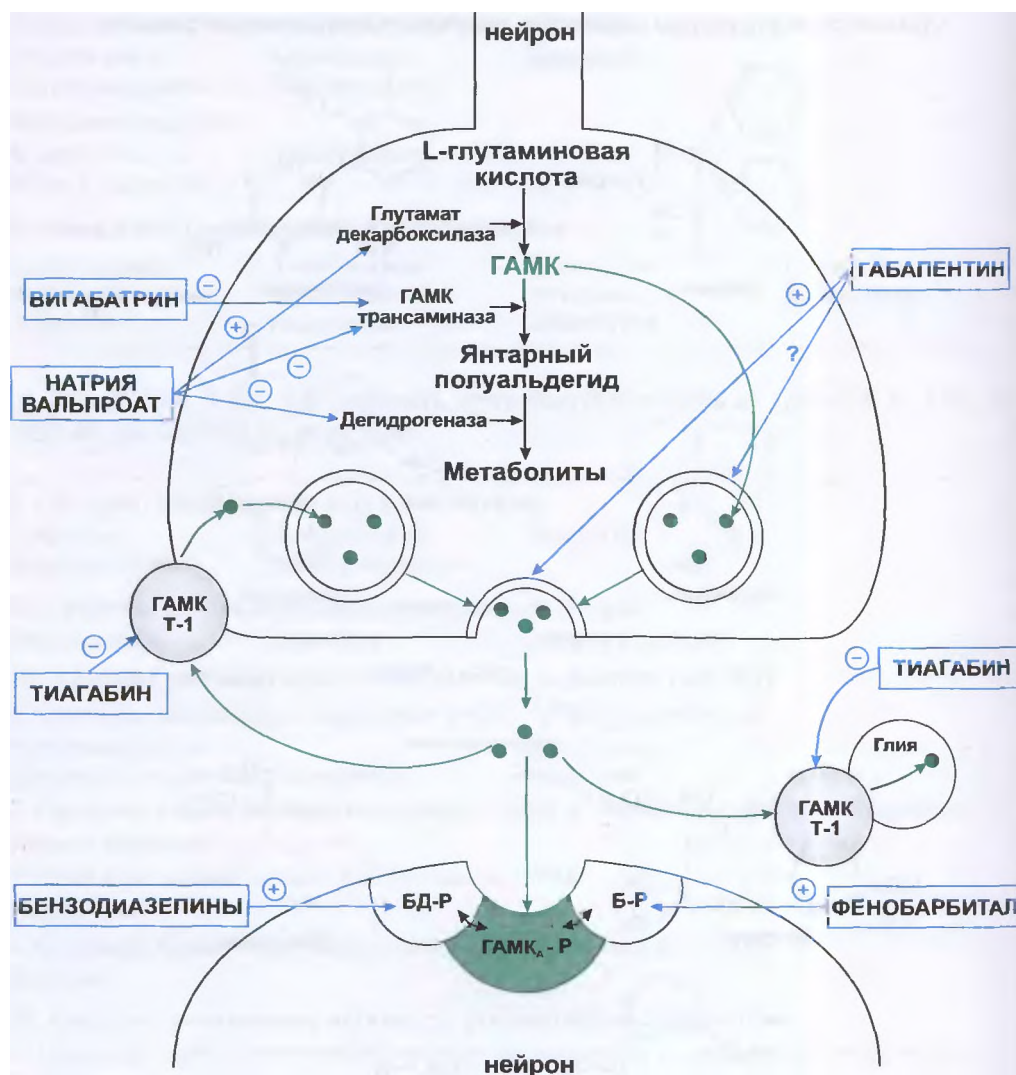 нейрон
L-глутаминовая
кислота
Глутамат
декарбоксилаза
ГАМК
ГАБАПЕНТИН
+
ВИГАБАТРИН
−
ГАМК
трансаминаза
+
?
Янтарный
полуальдегид
НАТРИЯ
ВАЛЬПРОАТ
−
−
Дегидрогеназа
Метаболиты
ГАМК
Т-1
−
ТИАГАБИН
−
ТИАГАБИН
Глия
ГАМК
Т-1
БЕНЗОДИАЗЕПИНЫ
+
БД-Р
Б-Р
+
ФЕНОБАРБИТАЛ
ГАМКА - Р
нейрон